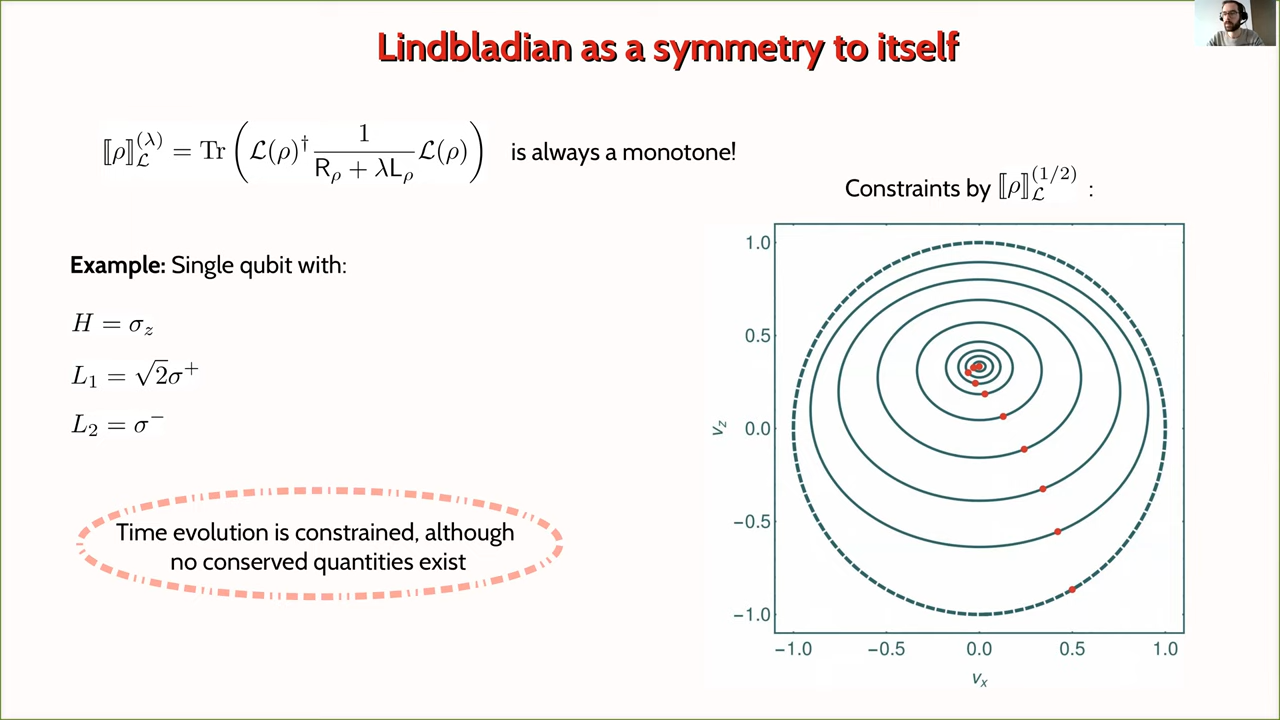 Lindbladian as a symmetry to itself
⟦ρ⟧_ℒ^(λ) = Tr ( ℒ(ρ)† 1/(R_ρ + λL_ρ) ℒ(ρ) ) is always a monotone!
Constraints by ⟦ρ⟧_ℒ^(1/2) :
Example: Single qubit with:
H = σ_z
L₁ = √2σ⁺
L₂ = σ⁻
Time evolution is constrained, although
no conserved quantities exist
1.0
0.5
0.0
−0.5
−1.0
v_z
−1.0 −0.5 0.0 0.5 1.0
v_x